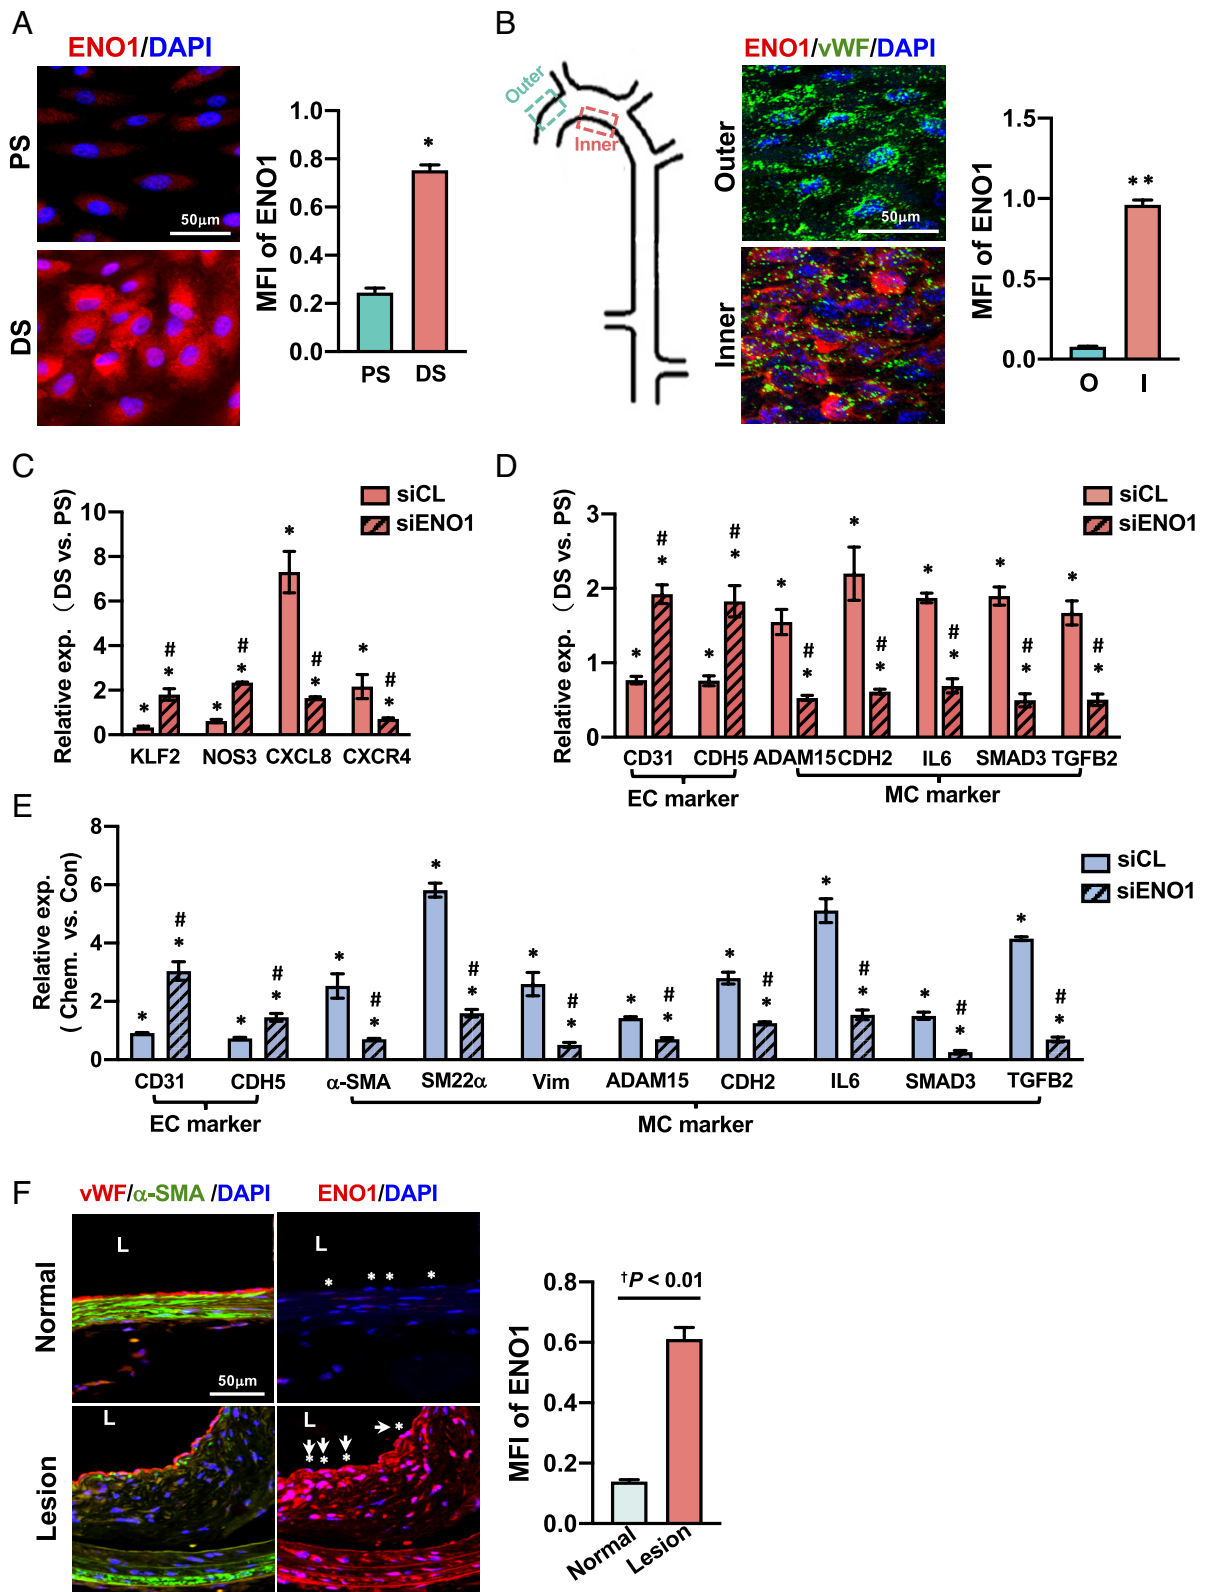 A
ENO1/DAPI
PS
50μm
DS
MFI of ENO1
1.0
0.8
0.6
0.4
0.2
0.0
*
PS DS
B
Outer
Inner
ENO1/vWF/DAPI
Outer
50μm
Inner
MFI of ENO1
1.5
1.0
0.5
0.0
**
O I
C
Relative exp. (DS vs. PS)
10
8
6
4
2
0
siCL
siENO1
* # * * # * * # * * # *
KLF2 NOS3 CXCL8 CXCR4
D
Relative exp. (DS vs. PS)
3
2
1
0
siCL
siENO1
* # * * # * * # * * # * * # * * # * * # *
CD31 CDH5 ADAM15 CDH2 IL6 SMAD3 TGFB2
EC marker MC marker
E
Relative exp.
( Chem. vs. Con)
8
6
4
2
0
siCL
siENO1
* # * * # * * # * * # * * # * * # * * # * * # * * # * * # *
CD31 CDH5 α-SMA SM22α Vim ADAM15 CDH2 IL6 SMAD3 TGFB2
EC marker MC marker
F
vWF/α-SMA /DAPI ENO1/DAPI
Normal
L L
* * * *
50μm
Lesion
L
* * * *
MFI of ENO1
0.8
0.6
0.4
0.2
0.0
†P < 0.01
Normal Lesion